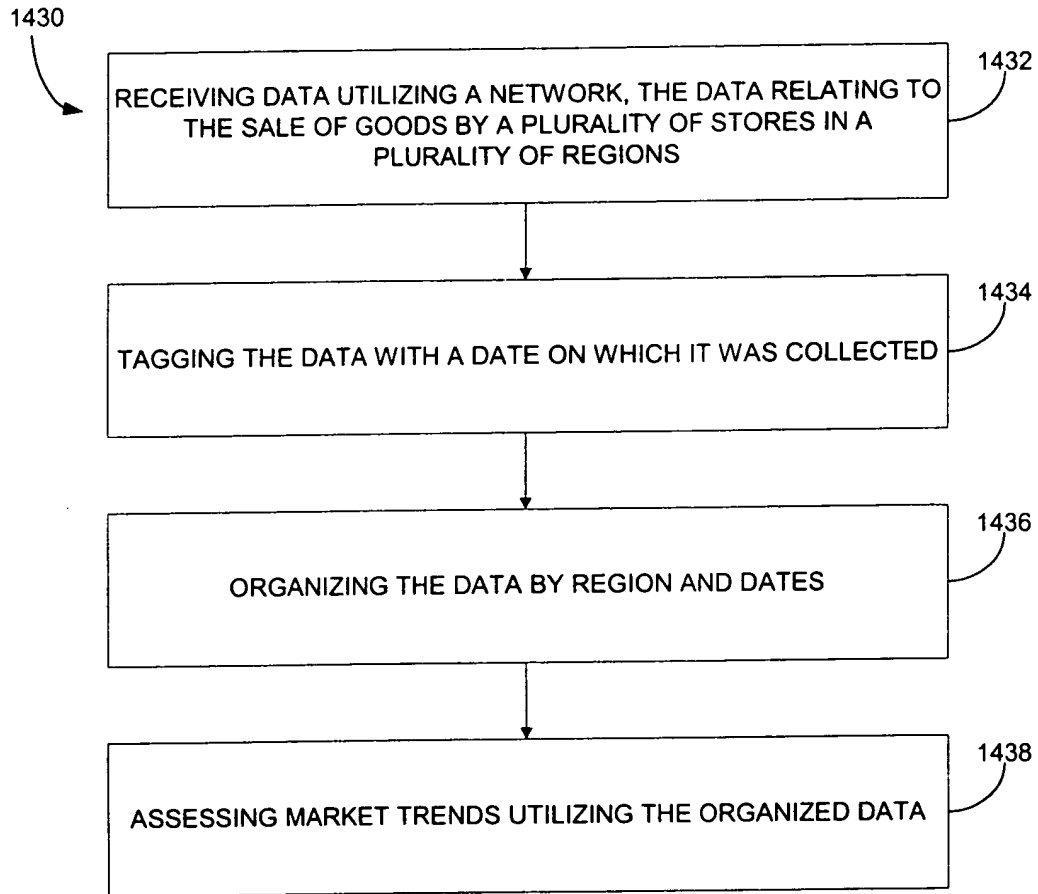 1430
1432
RECEIVING DATA UTILIZING A NETWORK, THE DATA RELATING TO
THE SALE OF GOODS BY A PLURALITY OF STORES IN A
PLURALITY OF REGIONS
1434
TAGGING THE DATA WITH A DATE ON WHICH IT WAS COLLECTED
1436
ORGANIZING THE DATA BY REGION AND DATES
1438
ASSESSING MARKET TRENDS UTILIZING THE ORGANIZED DATA